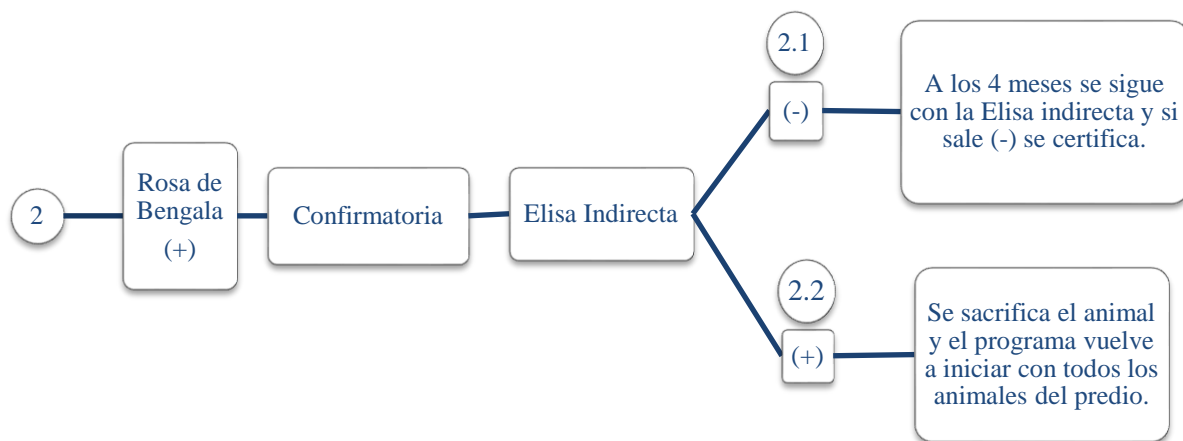 2
Rosa de
Bengala
(+)
Confirmatoria
Elisa Indirecta
2.1
(-)
A los 4 meses se sigue
con la Elisa indirecta y si
sale (-) se certifica.
2.2
(+)
Se sacrifica el animal
y el programa vuelve
a iniciar con todos los
animales del predio.